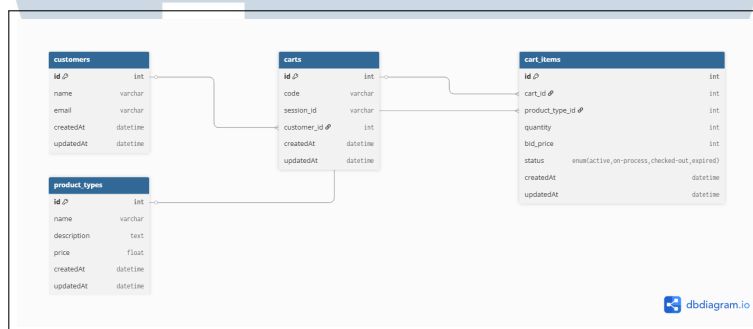 customers
id int
name varchar
email varchar
createdAt datetime
updatedAt datetime
product_types
id int
name varchar
description text
price float
createdAt datetime
updatedAt datetime
carts
id int
code varchar
session_id varchar
customer_id int
createdAt datetime
updatedAt datetime
cart_items
id int
cart_id int
product_type_id int
quantity int
bid_price int
status enum(active,on-process,checked-out,expired)
createdAt datetime
updatedAt datetime
dbdiagram.io